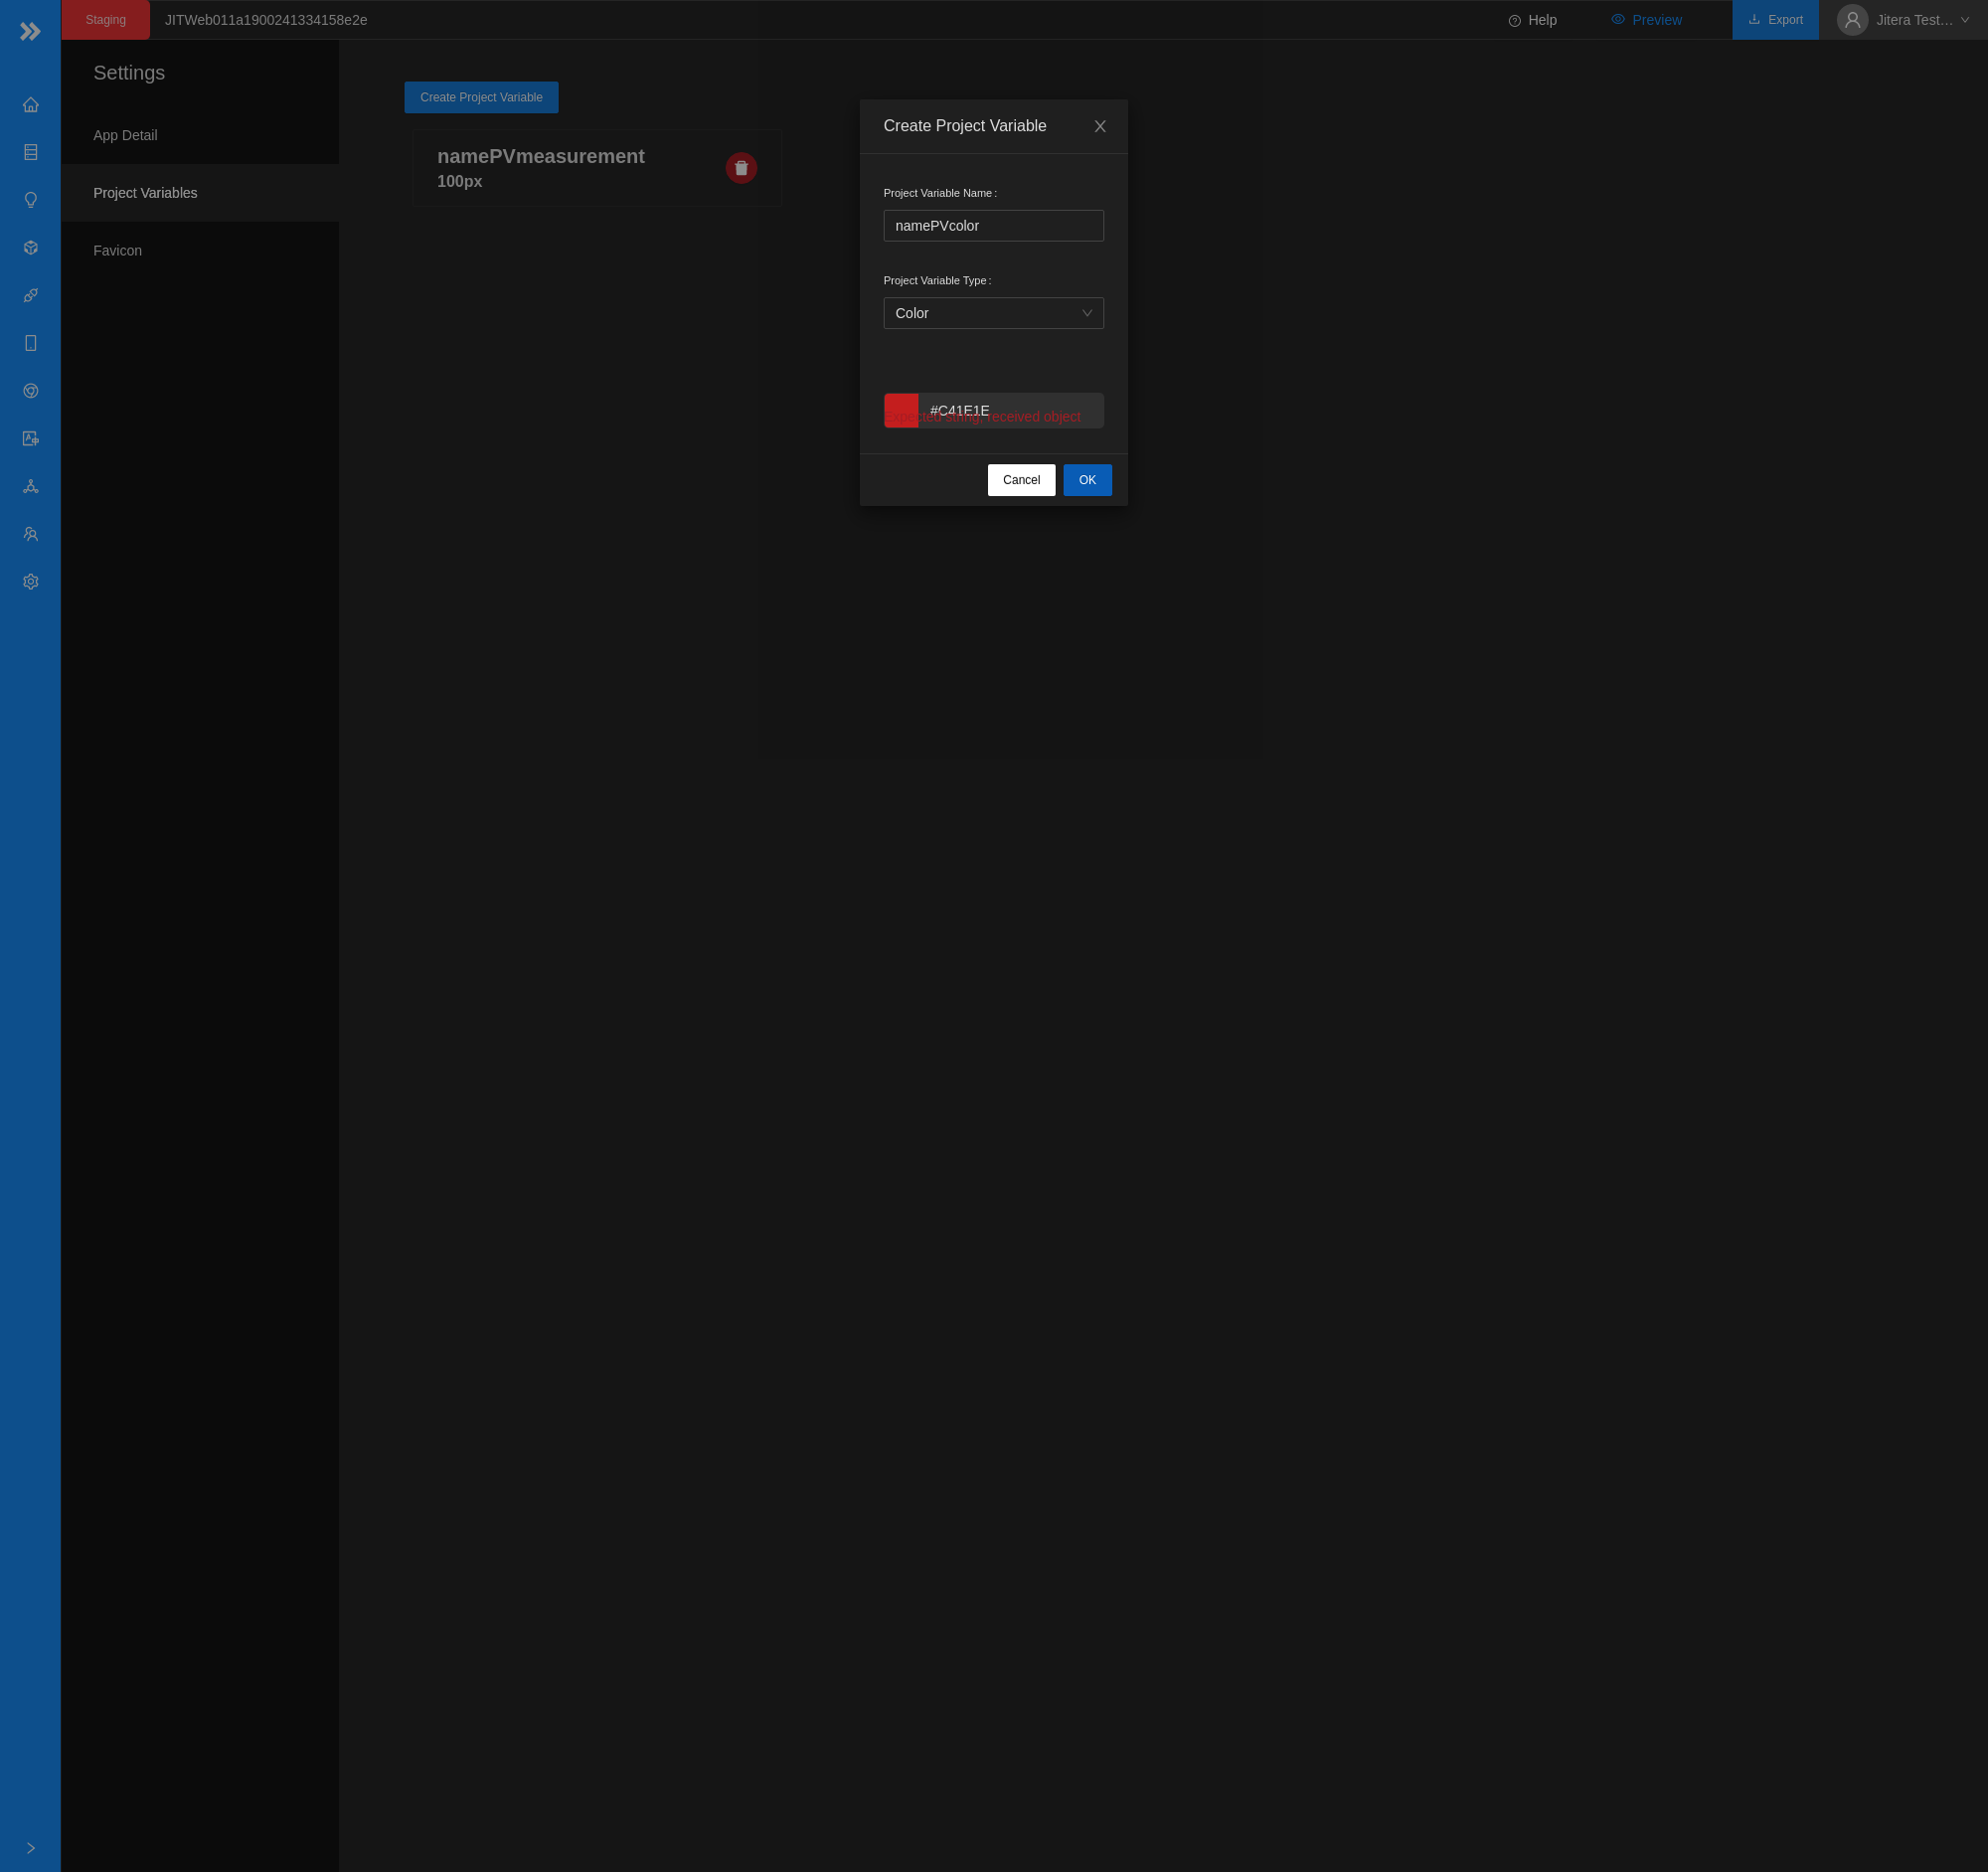 Staging
JITWeb011a1900241334158e2e
Help
Preview
Export
Jitera Test...
Settings
App Detail
Project Variables
Favicon
Create Project Variable
namePVmeasurement
100px
Create Project Variable
Project Variable Name :
namePVcolor
Project Variable Type :
Color
#C41E1E
Expected string, received object
Cancel
OK